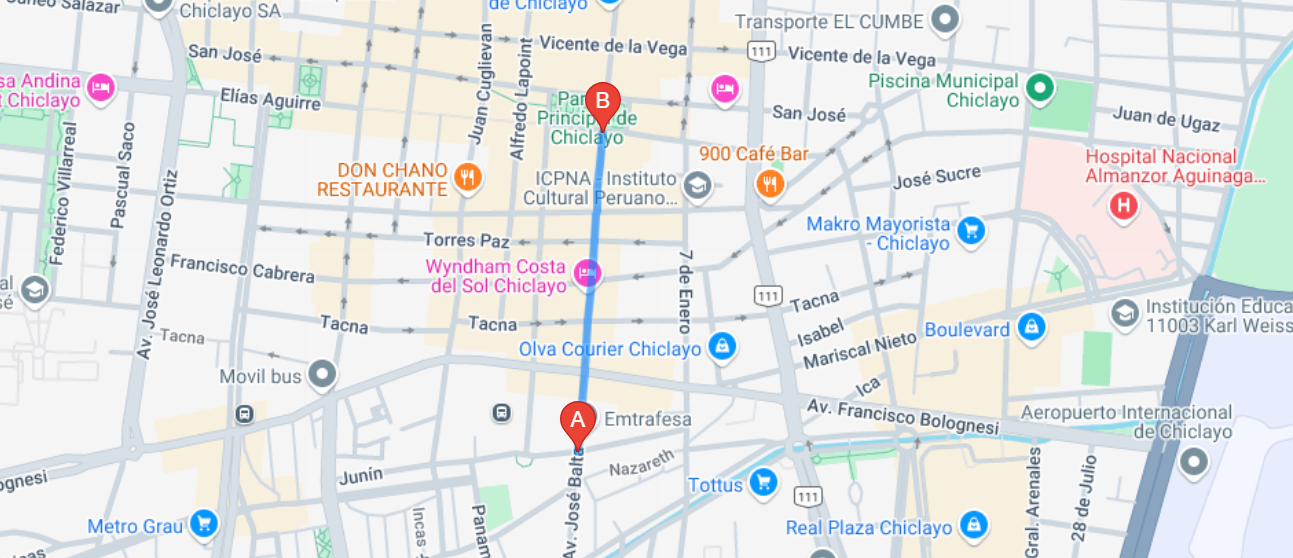 Cúneo Salazar
Chiclayo SA
de Chiclayo
Transporte EL CUMBE
Vicente de la Vega
111
Vicente de la Vega
San José
sa Andina
t Chiclayo
Elías Aguirre
Juan Cuglievan
Alfredo Lapoint
B
Principal de
Chiclayo
Piscina Municipal
Chiclayo
San José
Juan de Ugaz
Federico Villarreal
Pascual Saco
DON CHANO
RESTAURANTE
900 Café Bar
ICPNA - Instituto
Cultural Peruano...
José Sucre
Hospital Nacional
Almanzor Aguinaga...
H
Av. José Leonardo Ortiz
Torres Paz
Makro Mayorista
- Chiclayo
Francisco Cabrera
Wyndham Costa
del Sol Chiclayo
7 de Enero
111
Tacna
Tacna
Tacna
Tacna
Isabel
Institución Educa
11003 Karl Weiss
Boulevard
Olva Courier Chiclayo
Mariscal Nieto
Movil bus
Ica
A
Emtrafesa
Av. Francisco Bolognesi
Aeropuerto Internacional
de Chiclayo
ognesi
Junín
Nazareth
Av. José Balta
Tottus
111
Metro Grau
Incas
Panam
Real Plaza Chiclayo
Gral. Arenales
28 de Julio